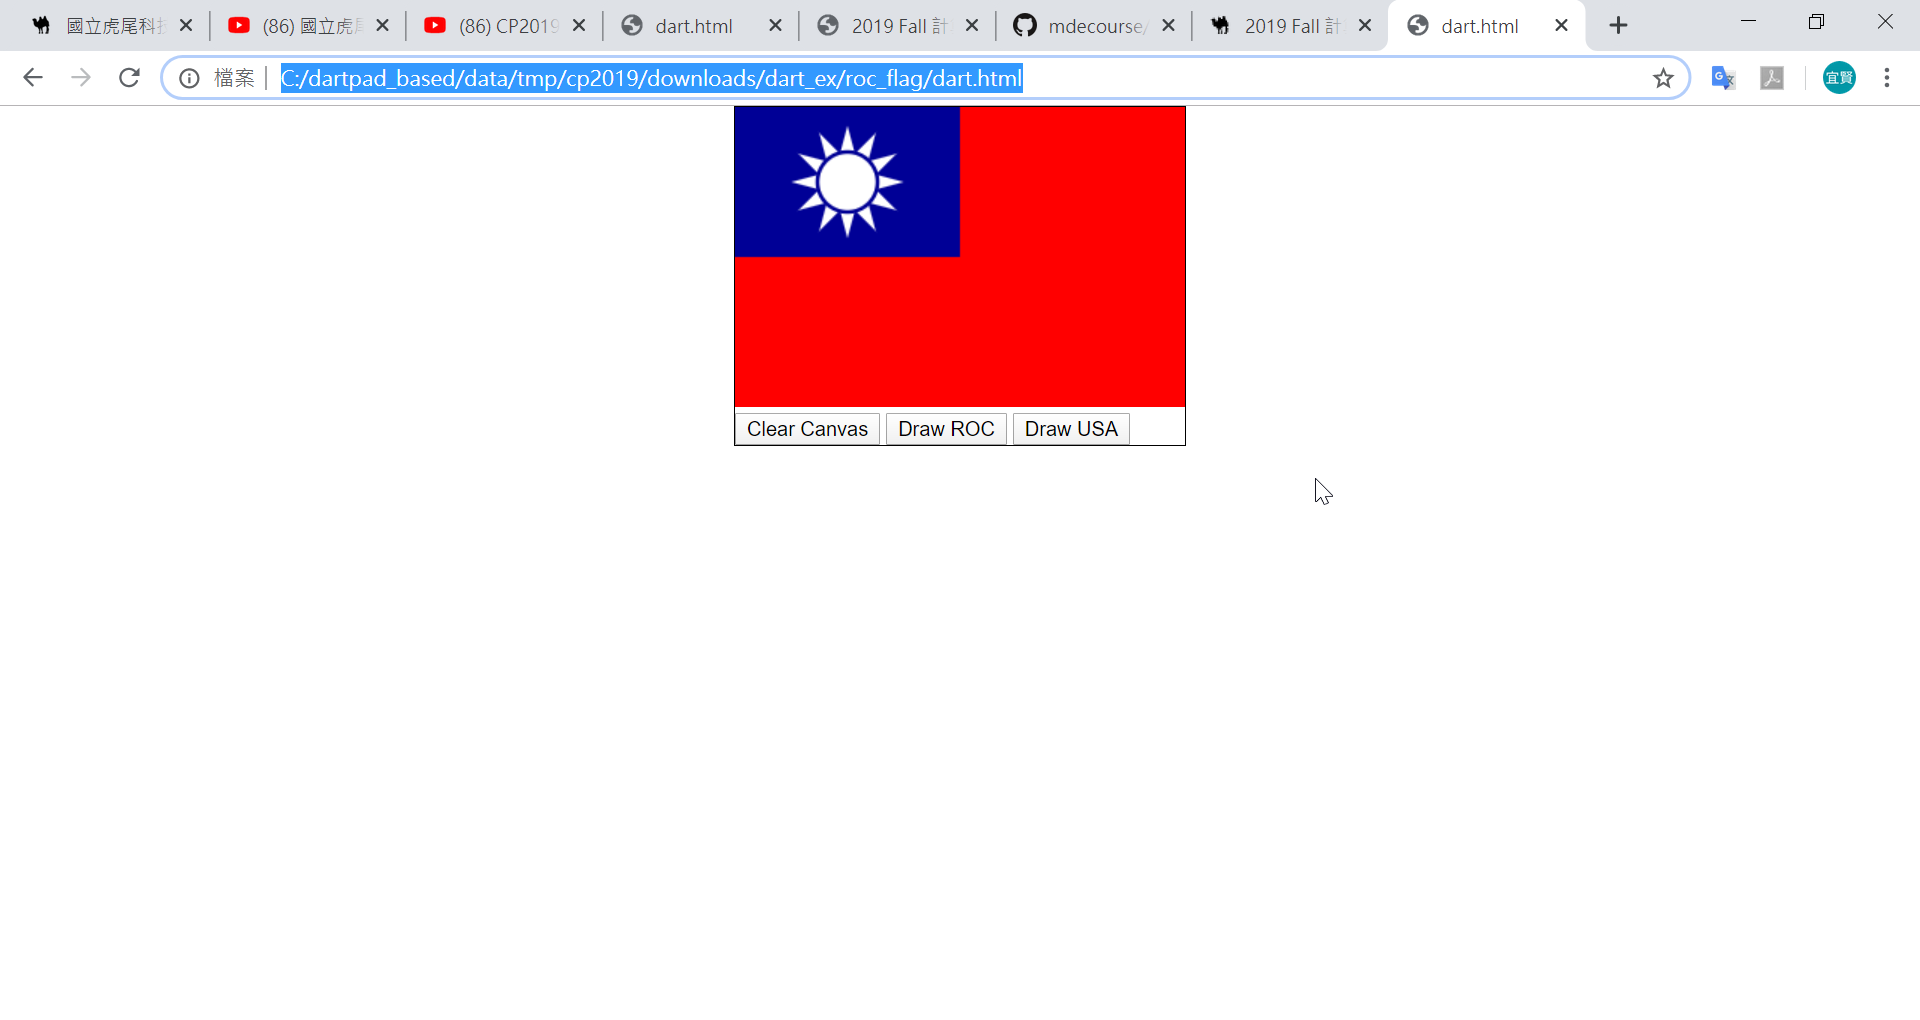 國立虎尾科
(86) 國立虎
(86) CP2019
dart.html
2019 Fall 計
mdecourse/
2019 Fall 計
dart.html
檔案
C:/dartpad_based/data/tmp/cp2019/downloads/dart_ex/roc_flag/dart.html
宜賢
Clear Canvas Draw ROC Draw USA